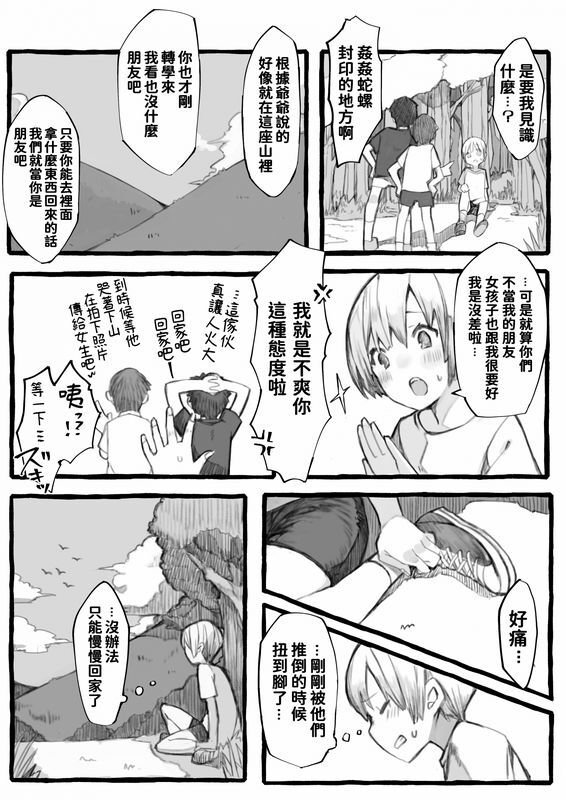 是要我見識
什麼…？
姦姦蛇螺
封印的地方啊
根據爺爺說的
好像就在這座山裡
你也才剛
轉學來
我看也沒什麼
朋友吧
只要你能去裡面
拿什麼東西回來的話
我們就當你是
朋友吧
…可是就算你們
不當我的朋友
女孩子也跟我很要好
我是沒差啦…
我就是不爽你
這種態度啦
…這傢伙
真讓人火大
回家吧
回家吧
到時候等他
哭著下山
在拍下照片
傳給女生吧
咦??
!!
等一下ミ
ズキッ
好痛…
…剛剛被他們
推倒的時候
扭到腳了…
…沒辦法
只能慢慢回家了